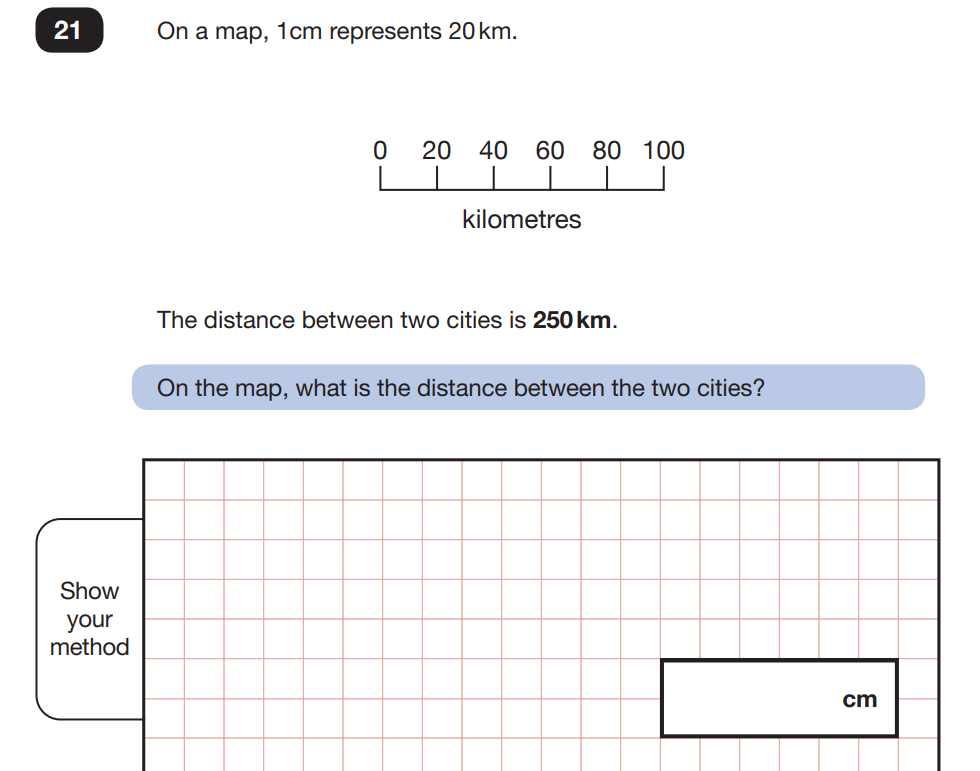 21
On a map, 1cm represents 20km.
0 20 40 60 80 100
kilometres
The distance between two cities is 250km.
On the map, what is the distance between the two cities?
Show
your
method
cm